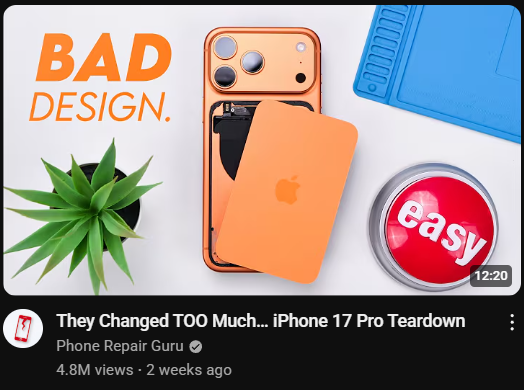 BAD
DESIGN.
easy
12:20
They Changed TOO Much... iPhone 17 Pro Teardown
Phone Repair Guru
4.8M views · 2 weeks ago